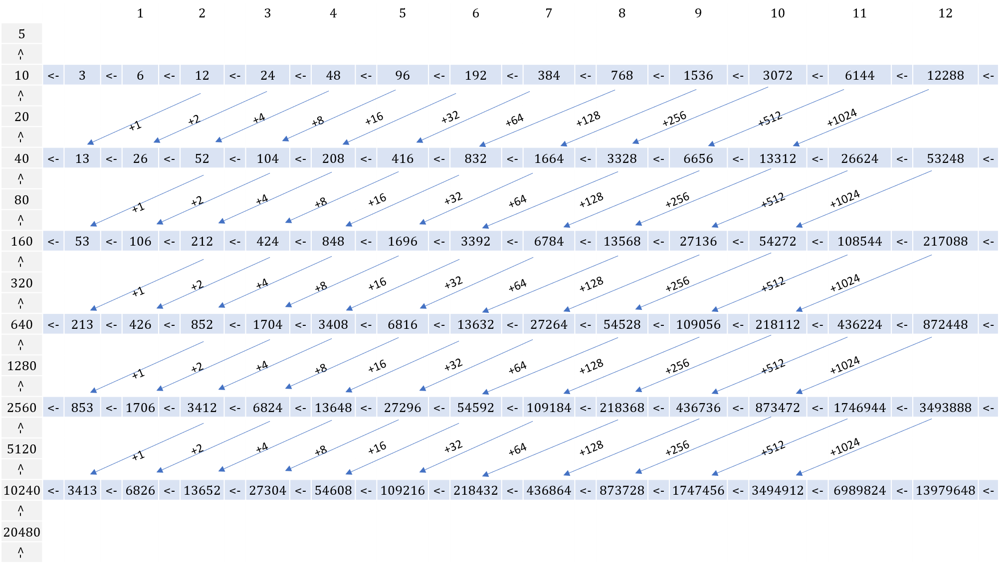 1 2 3 4 5 6 7 8 9 10 11 12
5
<-
10 <- 3 <- 6 <- 12 <- 24 <- 48 <- 96 <- 192 <- 384 <- 768 <- 1536 <- 3072 <- 6144 <- 12288 <-
<-
20 +1 +2 +4 +8 +16 +32 +64 +128 +256 +512 +1024
<-
40 <- 13 <- 26 <- 52 <- 104 <- 208 <- 416 <- 832 <- 1664 <- 3328 <- 6656 <- 13312 <- 26624 <- 53248 <-
<-
80 +1 +2 +4 +8 +16 +32 +64 +128 +256 +512 +1024
<-
160 <- 53 <- 106 <- 212 <- 424 <- 848 <- 1696 <- 3392 <- 6784 <- 13568 <- 27136 <- 54272 <- 108544 <- 217088 <-
<-
320 +1 +2 +4 +8 +16 +32 +64 +128 +256 +512 +1024
<-
640 <- 213 <- 426 <- 852 <- 1704 <- 3408 <- 6816 <- 13632 <- 27264 <- 54528 <- 109056 <- 218112 <- 436224 <- 872448 <-
<-
1280 +1 +2 +4 +8 +16 +32 +64 +128 +256 +512 +1024
<-
2560 <- 853 <- 1706 <- 3412 <- 6824 <- 13648 <- 27296 <- 54592 <- 109184 <- 218368 <- 436736 <- 873472 <- 1746944 <- 3493888 <-
<-
5120 +1 +2 +4 +8 +16 +32 +64 +128 +256 +512 +1024
<-
10240 <- 3413 <- 6826 <- 13652 <- 27304 <- 54608 <- 109216 <- 218432 <- 436864 <- 873728 <- 1747456 <- 3494912 <- 6989824 <- 13979648 <-
<-
20480
<-